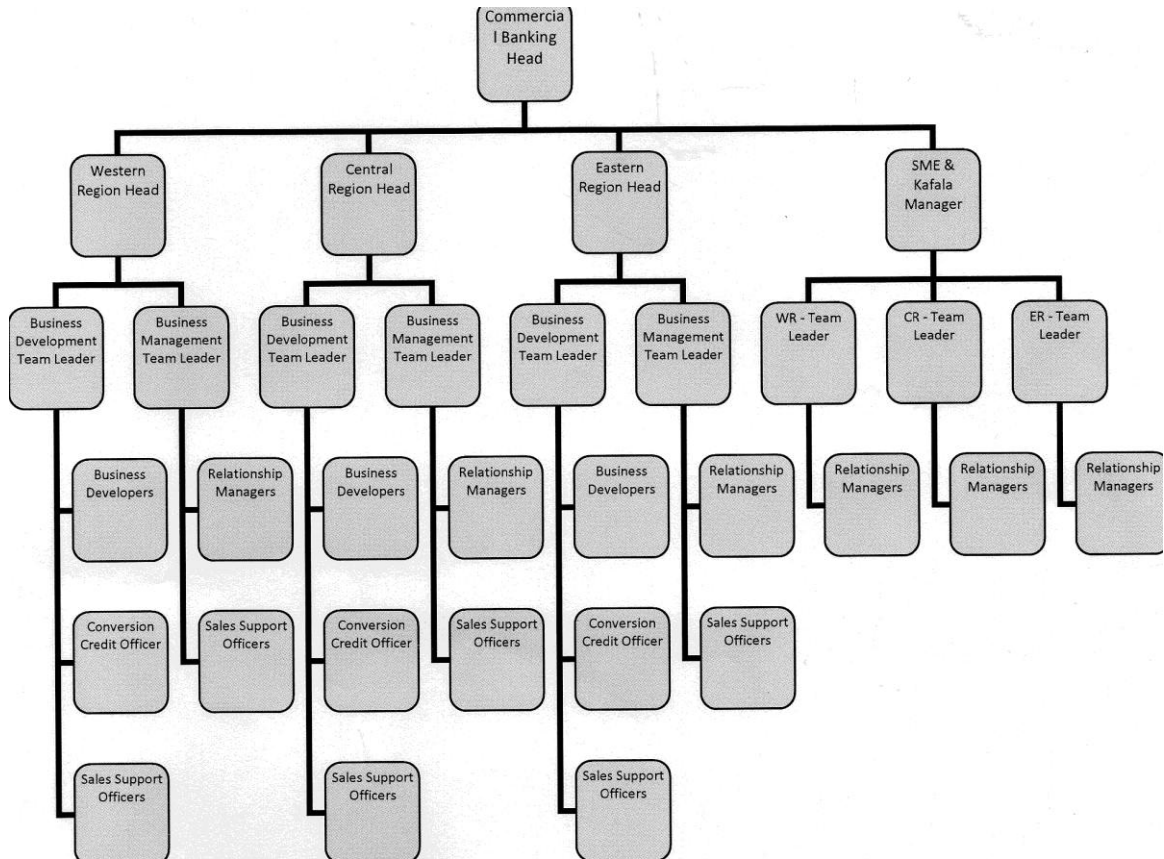 Commercia
l Banking
Head
Western
Region Head
Central
Region Head
Eastern
Region Head
SME &
Kafala
Manager
Business
Development
Team Leader
Business
Management
Team Leader
Business
Development
Team Leader
Business
Management
Team Leader
Business
Development
Team Leader
Business
Management
Team Leader
WR - Team
Leader
CR - Team
Leader
ER - Team
Leader
Business
Developers
Relationship
Managers
Business
Developers
Relationship
Managers
Business
Developers
Relationship
Managers
Relationship
Managers
Relationship
Managers
Relationship
Managers
Conversion
Credit Officer
Sales Support
Officers
Conversion
Credit Officer
Sales Support
Officers
Conversion
Credit Officer
Sales Support
Officers
Sales Support
Officers
Sales Support
Officers
Sales Support
Officers